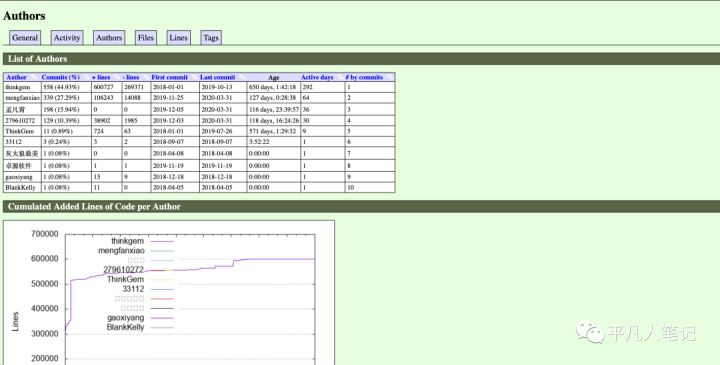 Authors
General Activity Authors Files Lines Tags
List of Authors
Author Commits (%) + lines - lines First commit Last commit Age Active days # by commits
thinkgem 558 (44.93%) 600727 269371 2018-01-01 2019-10-13 650 days, 1:42:18 292 1
mengfanxiao 339 (27.29%) 106243 14088 2019-11-25 2020-03-31 127 days, 0:28:38 64 2
孟凡霄 198 (15.94%) 0 0 2019-12-05 2020-03-31 116 days, 23:39:57 36 3
279610272 129 (10.39%) 38902 1985 2019-12-03 2020-03-31 118 days, 16:24:26 30 4
ThinkGem 11 (0.89%) 724 63 2018-01-01 2019-07-26 571 days, 1:29:32 9 5
33112 3 (0.24%) 3 2 2018-09-07 2018-09-07 3:52:22 1 6
灰太狼最美 1 (0.08%) 0 0 2018-04-08 2018-04-08 0:00:00 1 7
卓源软件 1 (0.08%) 1 1 2019-11-19 2019-11-19 0:00:00 1 8
gaoxiyang 1 (0.08%) 15 9 2018-12-18 2018-12-18 0:00:00 1 9
BlankKelly 1 (0.08%) 11 0 2018-04-05 2018-04-05 0:00:00 1 10
Cumulated Added Lines of Code per Author
700000
600000
500000
400000
300000
200000
Lines
thinkgem
mengfanxiao
□□□
279610272
ThinkGem
33112
□□□□□
□□□□
gaoxiyang
BlankKelly
平凡人笔记